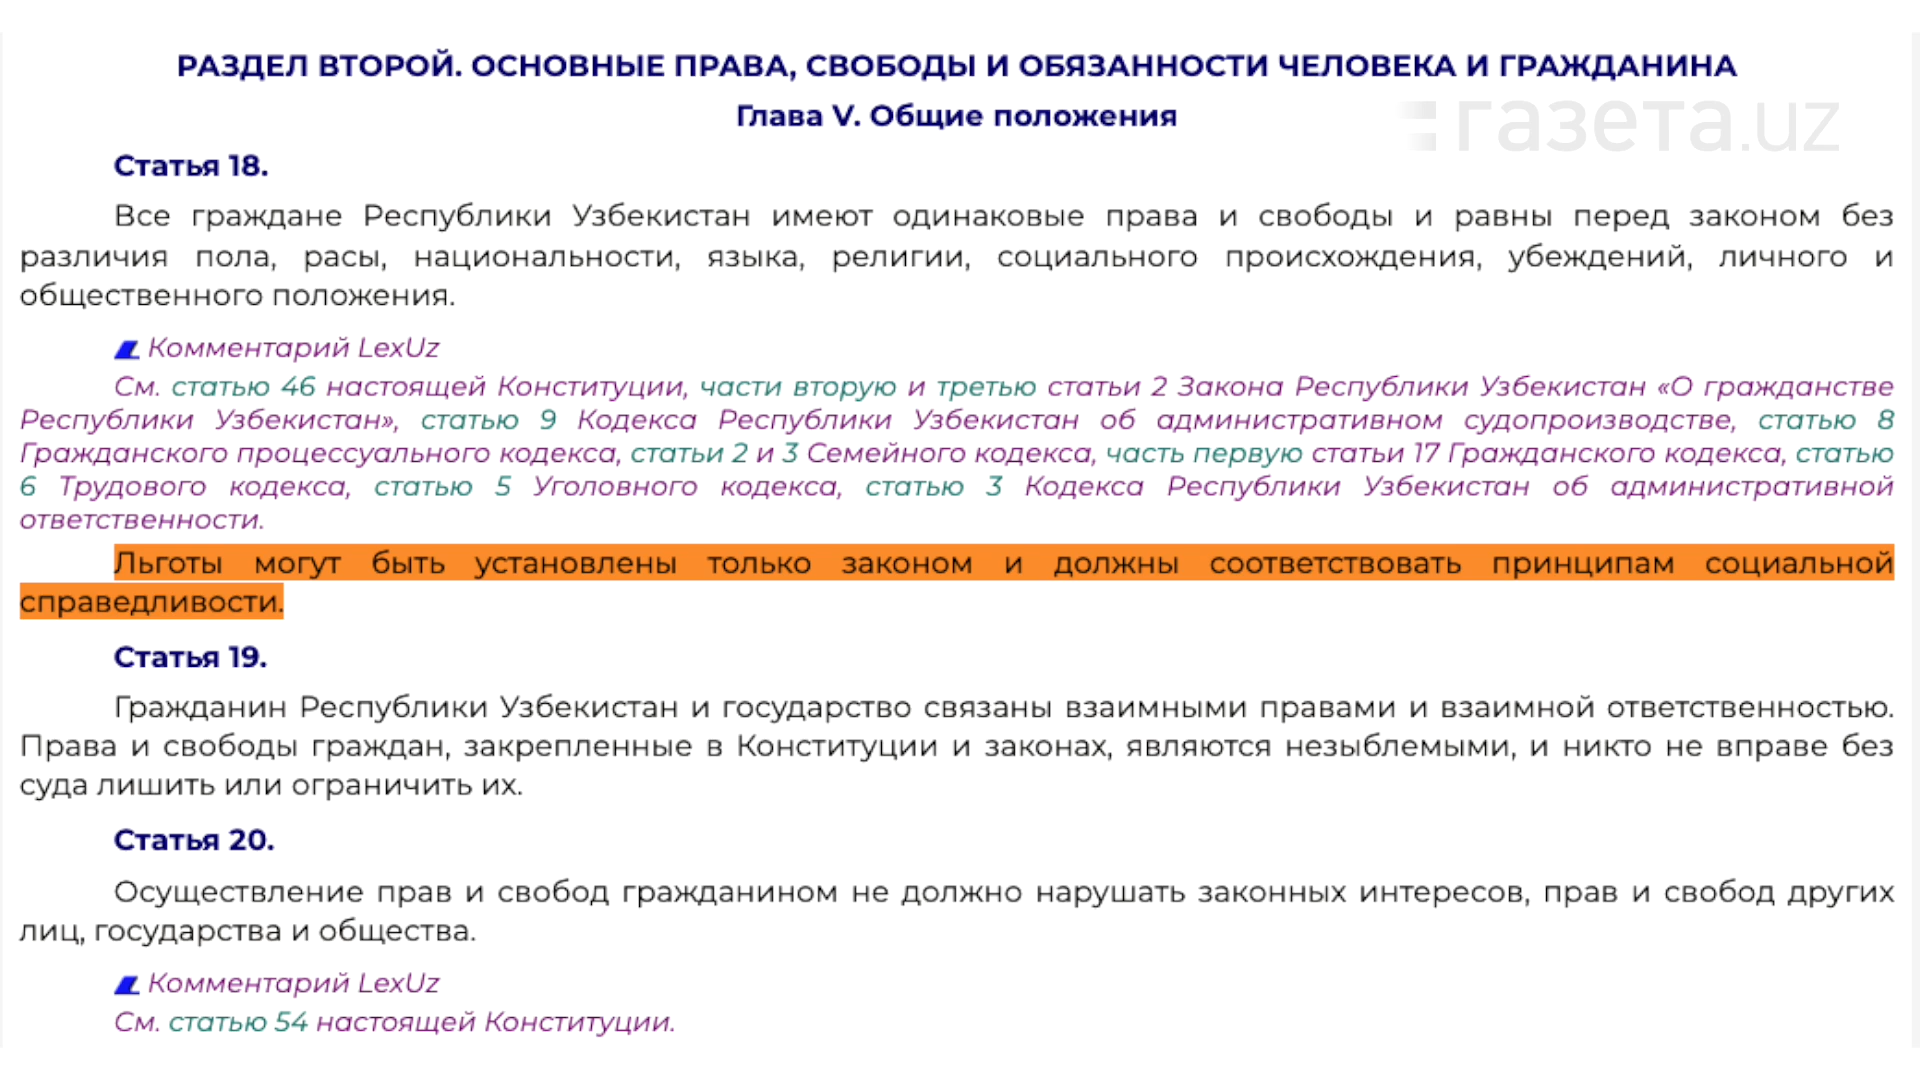 РАЗДЕЛ ВТОРОЙ. ОСНОВНЫЕ ПРАВА, СВОБОДЫ И ОБЯЗАННОСТИ ЧЕЛОВЕКА И ГРАЖДАНИНА
Глава V. Общие положения
газета.uz
Статья 18.
Все граждане Республики Узбекистан имеют одинаковые права и свободы и равны перед законом без
различия пола, расы, национальности, языка, религии, социального происхождения, убеждений, личного и
общественного положения.
Комментарий LexUz
См. статью 46 настоящей Конституции, части вторую и третью статьи 2 Закона Республики Узбекистан «О гражданстве
Республики Узбекистан», статью 9 Кодекса Республики Узбекистан об административном судопроизводстве, статью 8
Гражданского процессуального кодекса, статьи 2 и 3 Семейного кодекса, часть первую статьи 17 Гражданского кодекса, статью
6 Трудового кодекса, статью 5 Уголовного кодекса, статью 3 Кодекса Республики Узбекистан об административной
ответственности.
Льготы могут быть установлены только законом и должны соответствовать принципам социальной
справедливости.
Статья 19.
Гражданин Республики Узбекистан и государство связаны взаимными правами и взаимной ответственностью.
Права и свободы граждан, закрепленные в Конституции и законах, являются незыблемыми, и никто не вправе без
суда лишить или ограничить их.
Статья 20.
Осуществление прав и свобод гражданином не должно нарушать законных интересов, прав и свобод других
лиц, государства и общества.
Комментарий LexUz
См. статью 54 настоящей Конституции.